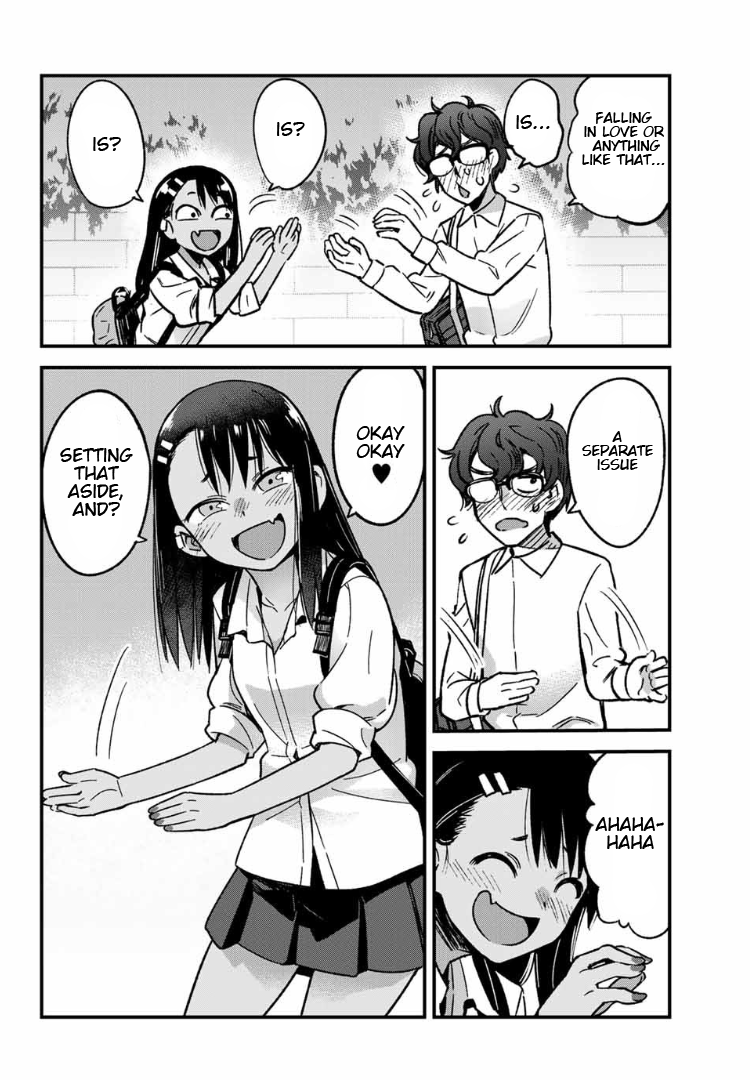 FALLING
IN LOVE OR
ANYTHING
LIKE THAT...
IS...
IS?
IS?
A
SEPARATE
ISSUE
AHAHA-
HAHA
OKAY
OKAY
♥
SETTING
THAT
ASIDE,
AND?